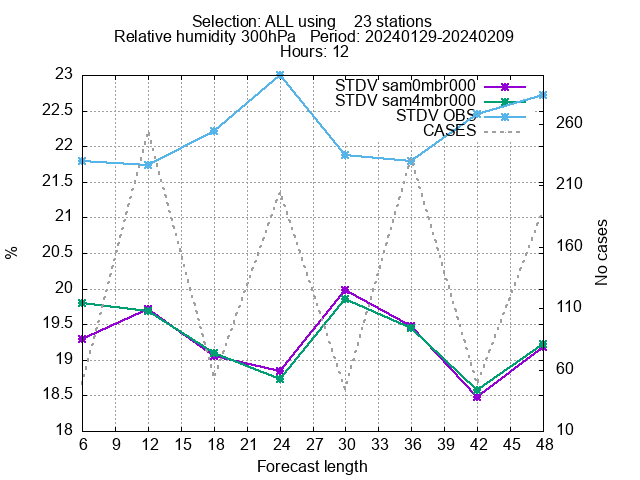 Selection: ALL using    23 stations
Relative humidity 300hPa   Period: 20240129-20240209
Hours: 12
STDV sam0mbr000
STDV sam4mbr000
STDV OBS
CASES
23
22.5
22
21.5
21
20.5
20
19.5
19
18.5
18
%
260
210
160
110
60
10
No cases
6 9 12 15 18 21 24 27 30 33 36 39 42 45 48
Forecast length